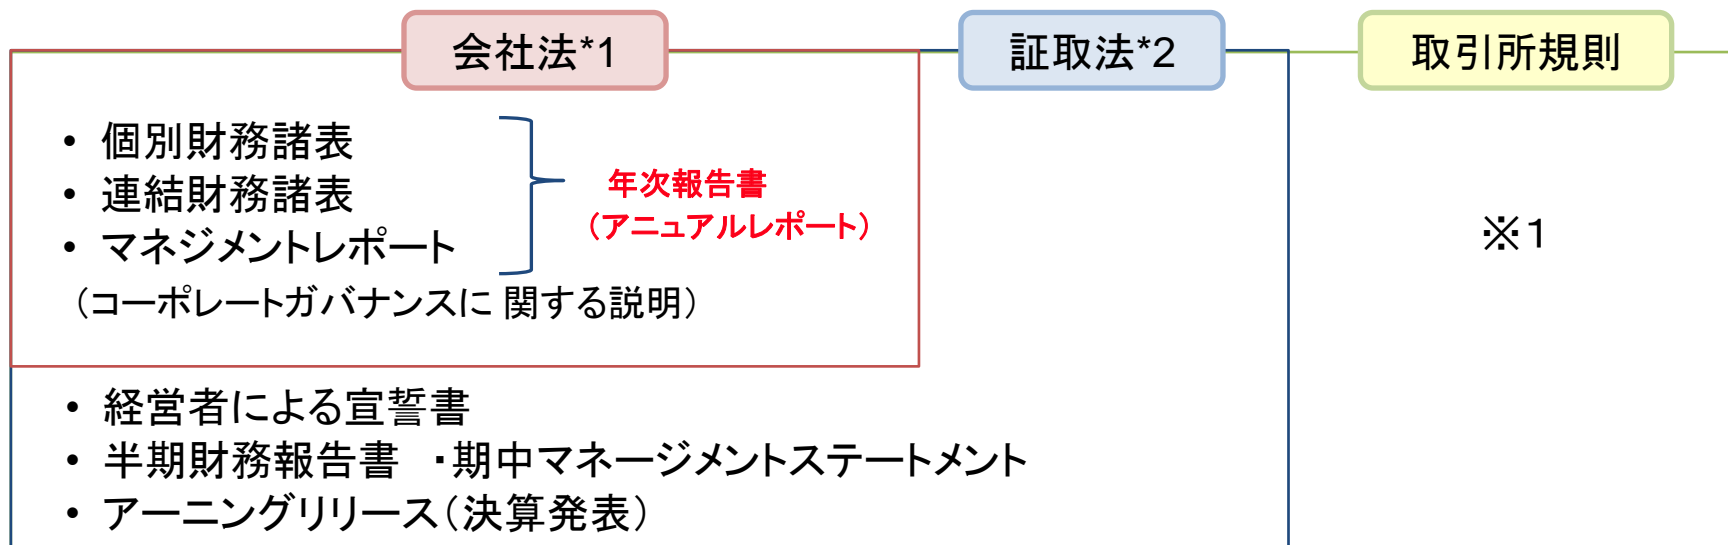 会社法*1
証取法*2
取引所規則
• 個別財務諸表
• 連結財務諸表
• マネジメントレポート
（コーポレートガバナンスに 関する説明）
年次報告書
（アニュアルレポート）
※1
• 経営者による宣誓書
• 半期財務報告書 ・期中マネージメントステートメント
• アーニングリリース（決算発表）